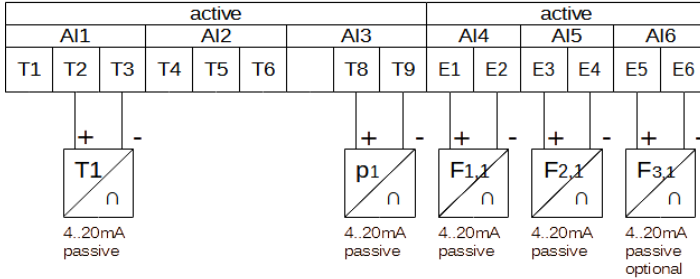 active active
AI1 AI2 AI3 AI4 AI5 AI6
T1 T2 T3 T4 T5 T6 T8 T9 E1 E2 E3 E4 E5 E6
+ - + - + - + - + -
T1 p1 F1,1 F2,1 F3,1
∩ ∩ ∩ ∩ ∩
4..20mA 4..20mA 4..20mA 4..20mA 4..20mA
passive passive passive passive passive
optional